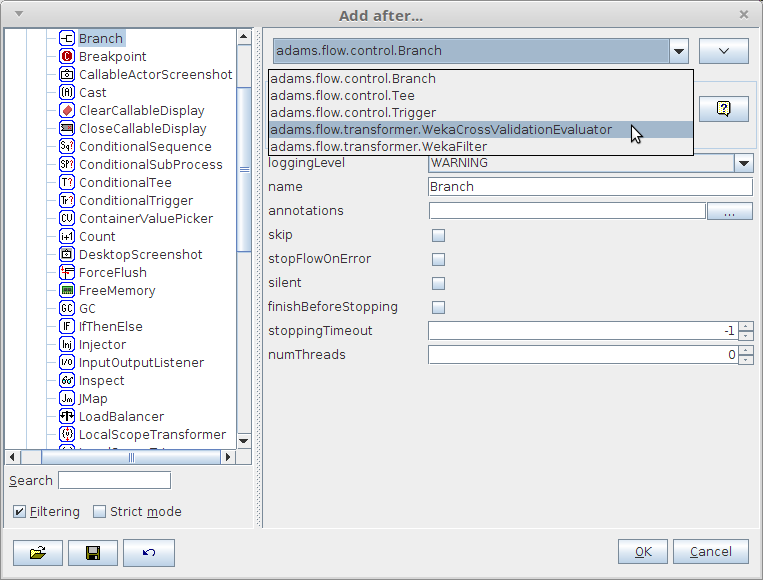 Add after...
Branch
Breakpoint
CallableActorScreenshot
Cast
ClearCallableDisplay
CloseCallableDisplay
ConditionalSequence
ConditionalSubProcess
ConditionalTee
ConditionalTrigger
ContainerValuePicker
Count
DesktopScreenshot
ForceFlush
FreeMemory
GC
IfThenElse
Injector
InputOutputListener
Inspect
JMap
LoadBalancer
LocalScopeTransformer
Search
Filtering
Strict mode
adams.flow.control.Branch
adams.flow.control.Branch
adams.flow.control.Tee
adams.flow.control.Trigger
adams.flow.transformer.WekaCrossValidationEvaluator
adams.flow.transformer.WekaFilter
loggingLevel WARNING
name Branch
annotations ...
skip
stopFlowOnError
silent
finishBeforeStopping
stoppingTimeout -1
numThreads 0
OK Cancel